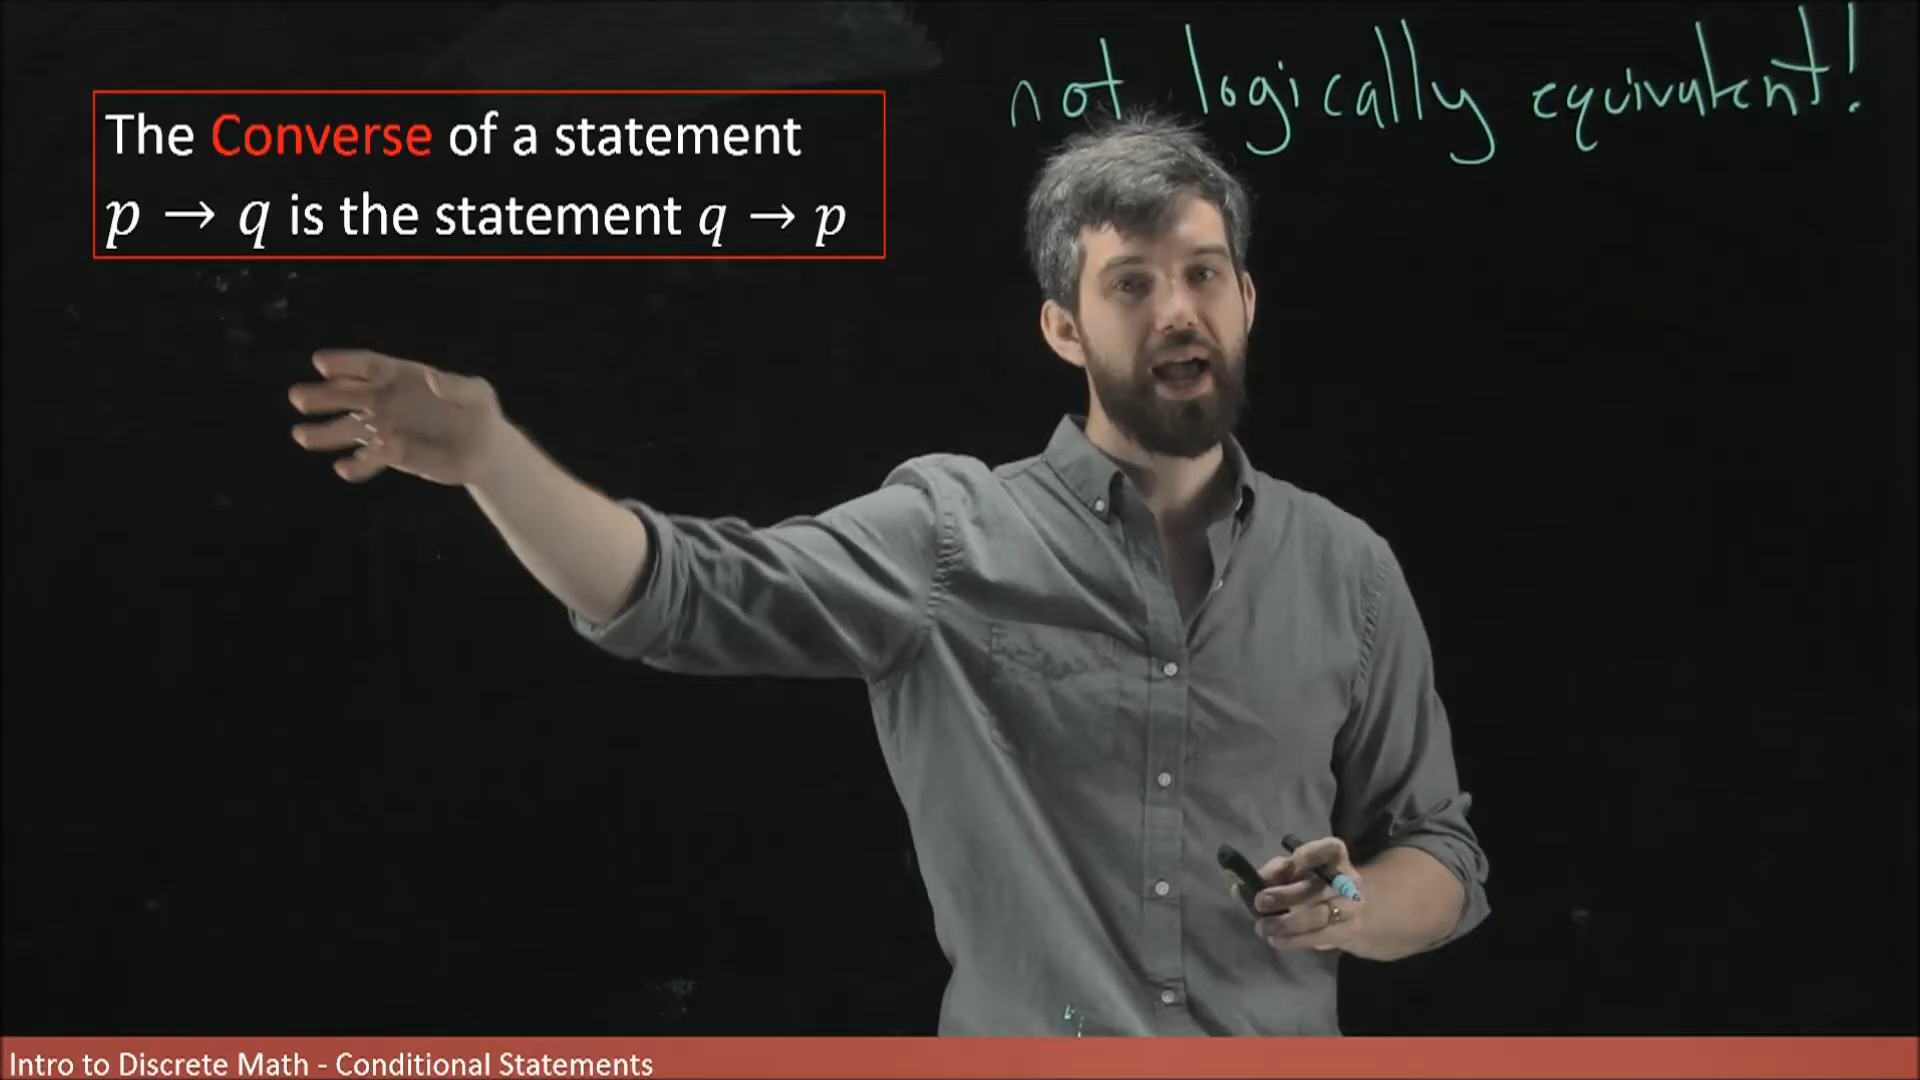 not logically equivalent!
The Converse of a statement
p → q is the statement q → p
Intro to Discrete Math - Conditional Statements